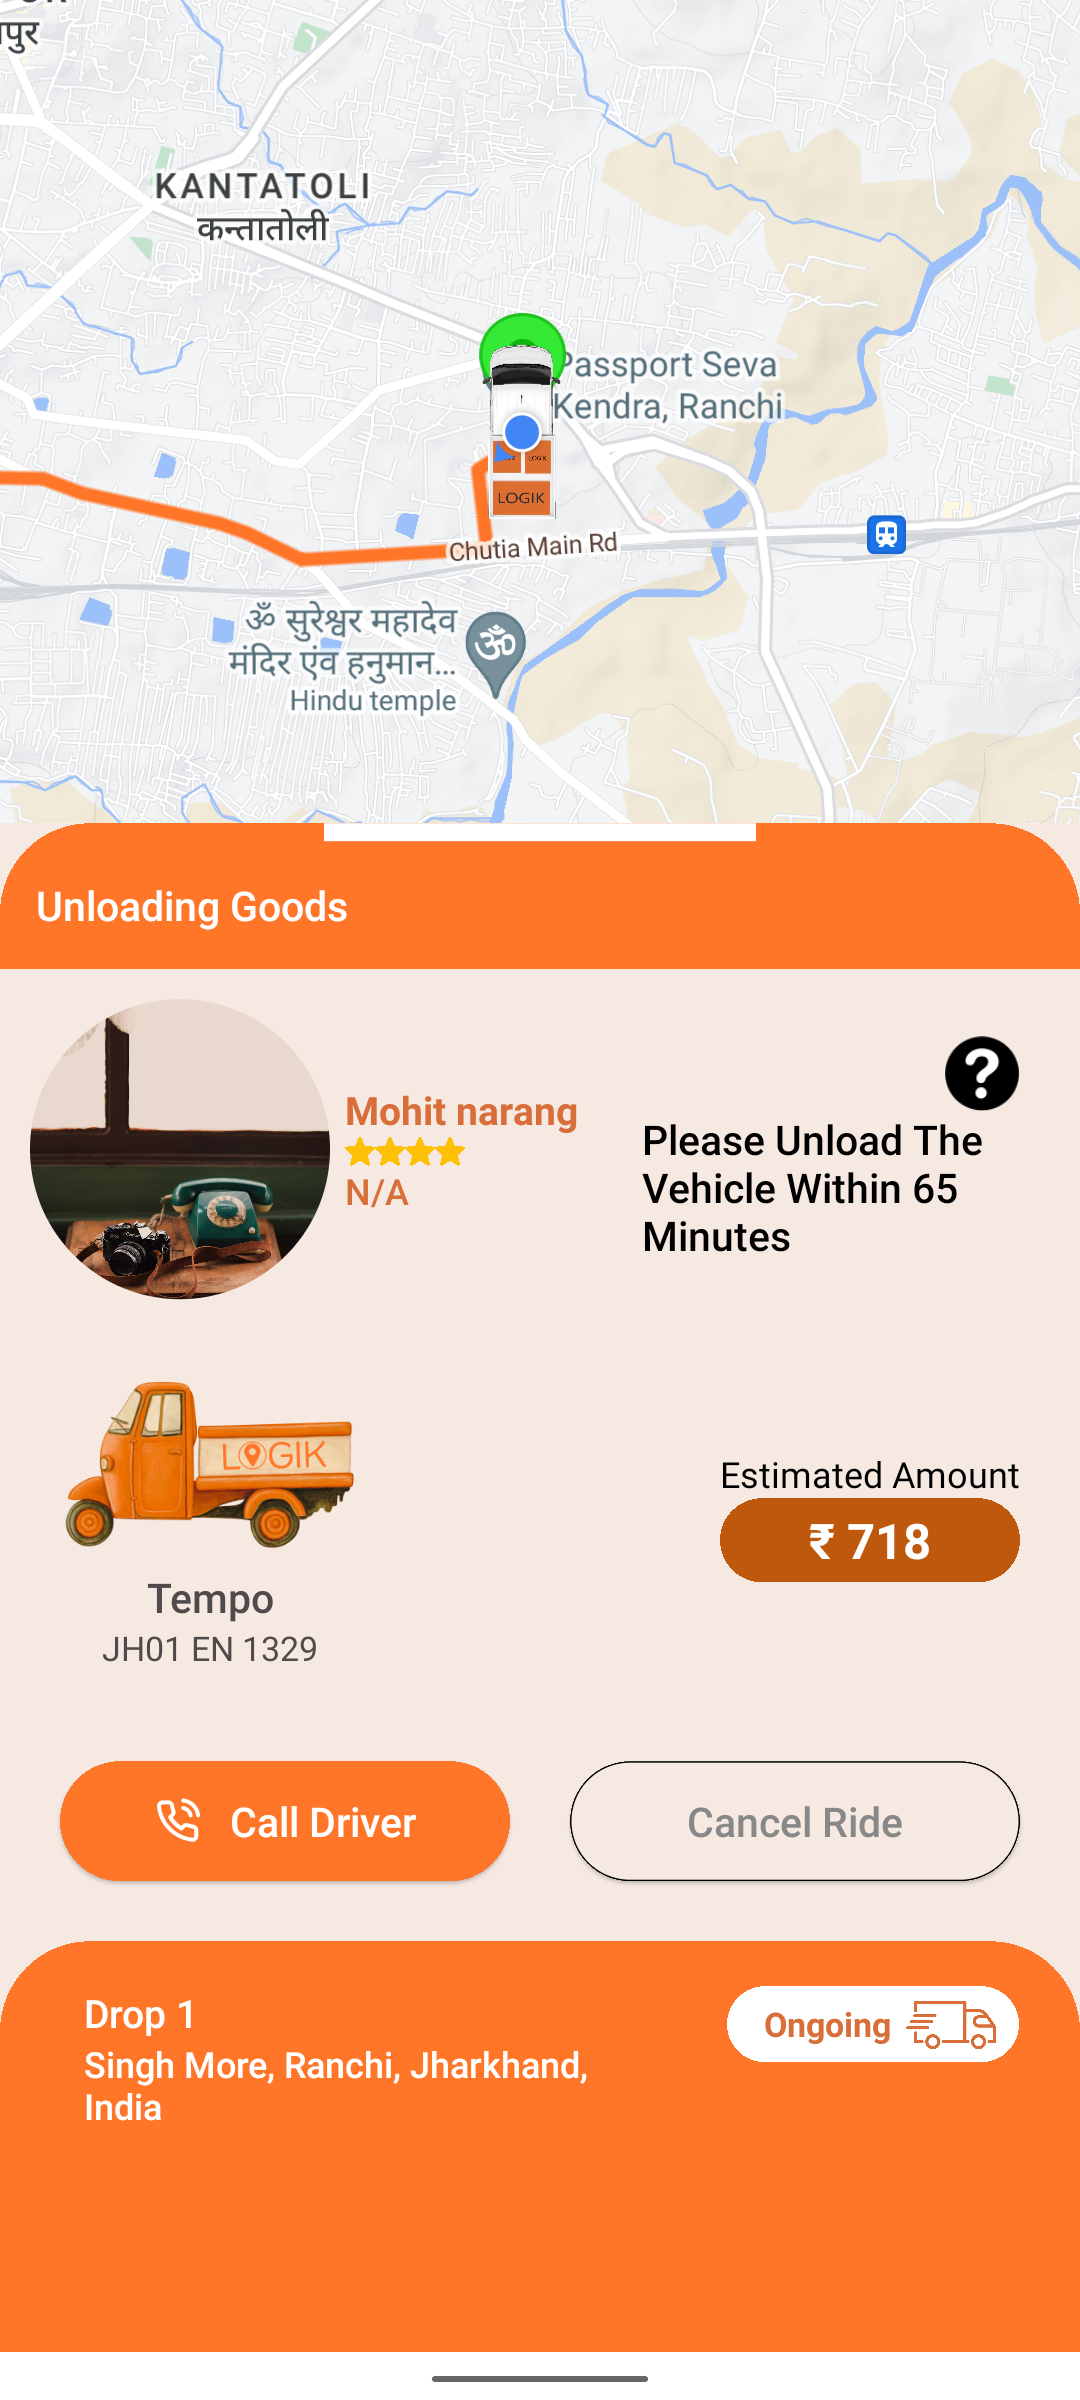 पुर
KANTATOLI
कन्तातोली
Passport Seva
Kendra, Ranchi
LOGIK
LOGIK
Chutia Main Rd
ॐ सुरेश्वर महादेव
मंदिर एंव हनुमान...
Hindu temple
ॐ
Unloading Goods
Mohit narang
N/A
?
Please Unload The
Vehicle Within 65
Minutes
LOGIK
Estimated Amount
₹ 718
Tempo
JH01 EN 1329
Call Driver
Cancel Ride
Drop 1
Ongoing
Singh More, Ranchi, Jharkhand,
India